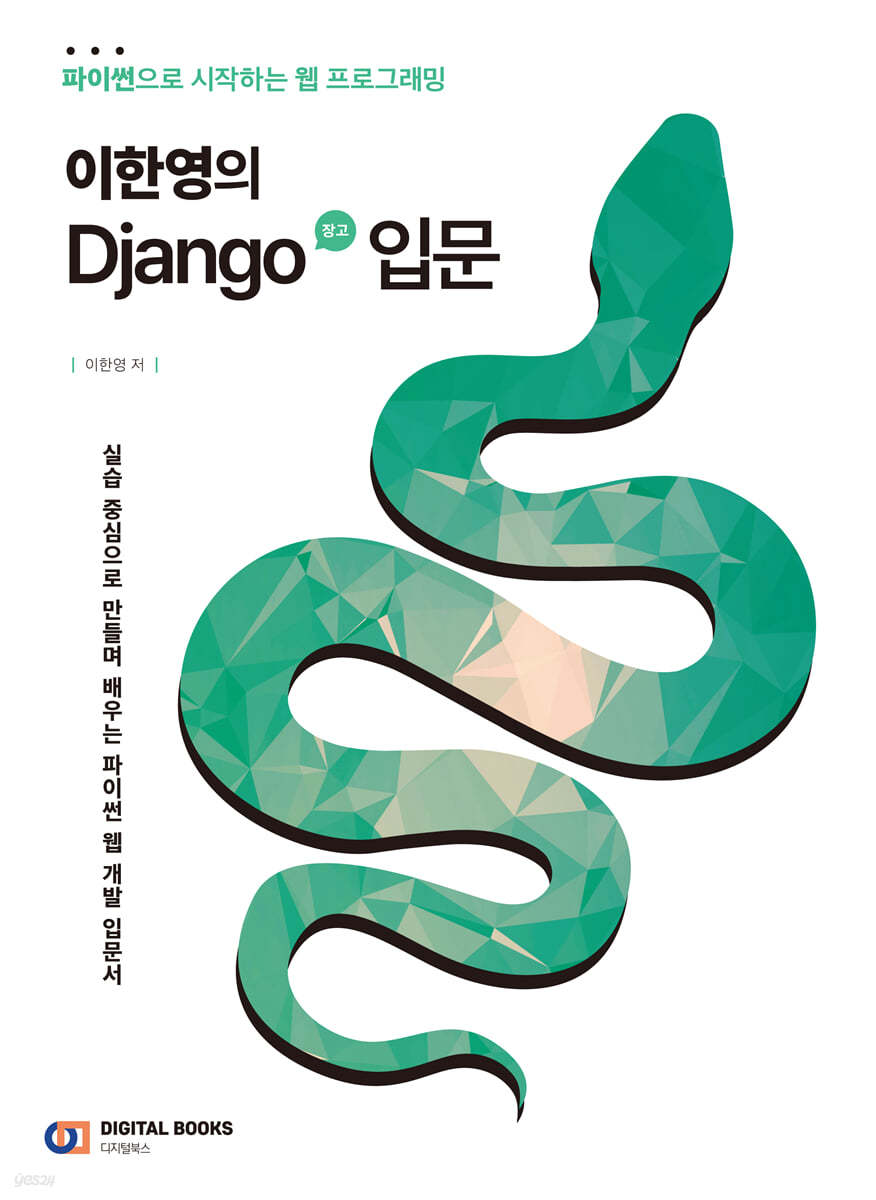 파이썬으로 시작하는 웹 프로그래밍
이한영의
Django 장고 입문
이한영 저
실습 중심으로 만들며 배우는 파이썬 웹 개발 입문서
DIGITAL BOOKS
디지털북스
yes24